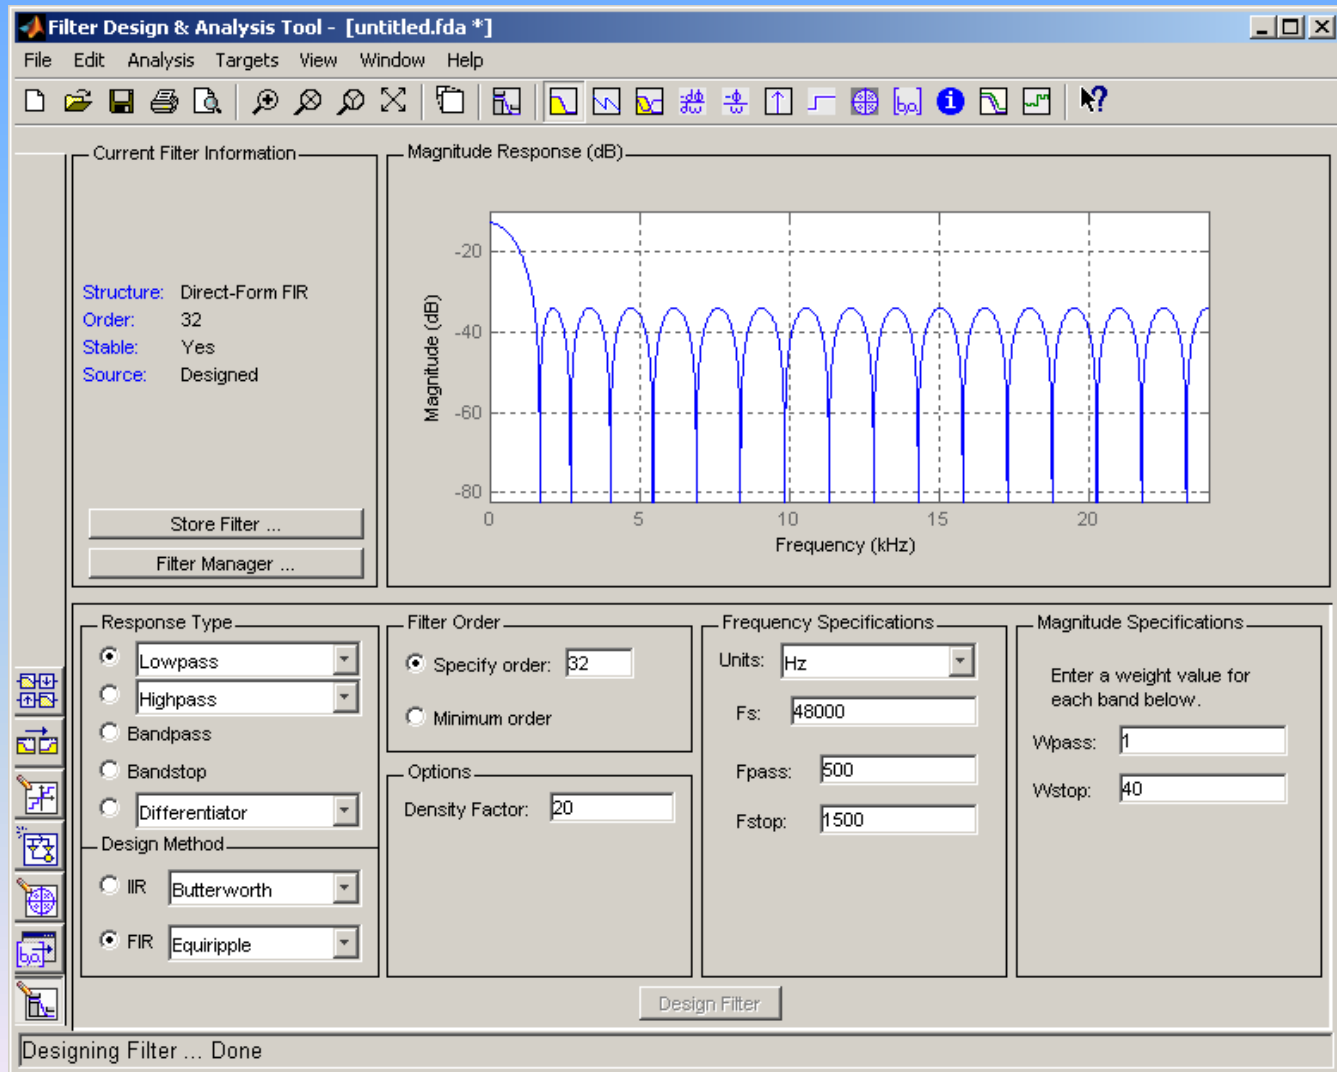 Filter Design & Analysis Tool - [untitled.fda *]
File Edit Analysis Targets View Window Help
Current Filter Information
Structure: Direct-Form FIR
Order: 32
Stable: Yes
Source: Designed
Store Filter ...
Filter Manager ...
Magnitude Response (dB)
Magnitude (dB)
-20
-40
-60
-80
0 5 10 15 20
Frequency (kHz)
Response Type
Lowpass
Highpass
Bandpass
Bandstop
Differentiator
Design Method
IIR Butterworth
FIR Equiripple
Filter Order
Specify order: 32
Minimum order
Options
Density Factor: 20
Frequency Specifications
Units: Hz
Fs: 48000
Fpass: 500
Fstop: 1500
Magnitude Specifications
Enter a weight value for
each band below.
Wpass: 1
Wstop: 40
Design Filter
Designing Filter ... Done